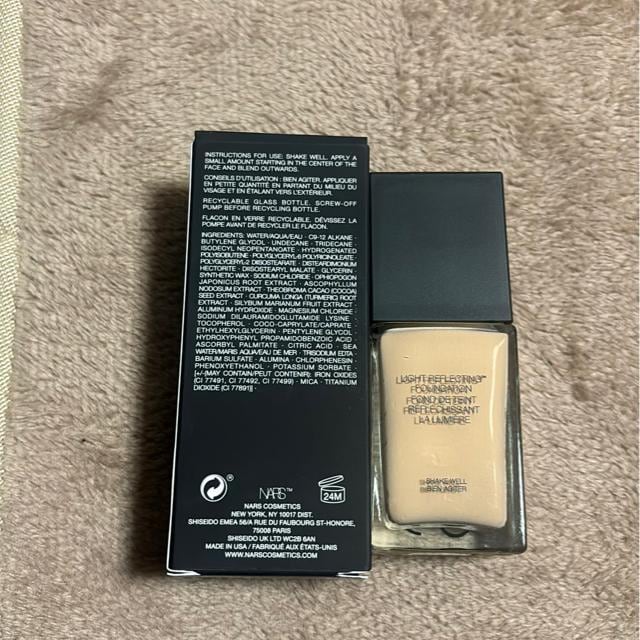 INSTRUCTIONS FOR USE: SHAKE WELL. APPLY A
SMALL AMOUNT STARTING IN THE CENTER OF THE
FACE AND BLEND OUTWARDS.
CONSEILS D'UTILISATION : BIEN AGITER. APPLIQUER
EN PETITE QUANTITÉ EN PARTANT DU MILIEU DU
VISAGE ET EN ÉTALANT VERS L'EXTÉRIEUR.
RECYCLABLE GLASS BOTTLE. SCREW-OFF
PUMP BEFORE RECYCLING BOTTLE.
FLACON EN VERRE RECYCLABLE. DÉVISSEZ LA
POMPE AVANT DE RECYCLER LE FLACON.
INGREDIENTS: WATER/AQUA/EAU · C9-12 ALKANE ·
BUTYLENE GLYCOL · UNDECANE · TRIDECANE ·
ISODECYL NEOPENTANOATE · HYDROGENATED
POLYISOBUTENE · POLYGLYCERYL-6 POLYRICINOLEATE ·
POLYGLYCERYL-2 DIISOSTEARATE · DISTEARDIMONIUM
HECTORITE · DIISOSTEARYL MALATE · GLYCERIN ·
SYNTHETIC WAX · SODIUM CHLORIDE · OPHIOPOGON
JAPONICUS ROOT EXTRACT · ASCOPHYLLUM
NODOSUM EXTRACT · THEOBROMA CACAO (COCOA)
SEED EXTRACT · CURCUMA LONGA (TURMERIC) ROOT
EXTRACT · SILYBUM MARIANUM FRUIT EXTRACT ·
ALUMINUM HYDROXIDE · MAGNESIUM CHLORIDE ·
SODIUM DILAURAMIDOGLUTAMIDE LYSINE ·
TOCOPHEROL · COCO-CAPRYLATE/CAPRATE ·
ETHYLHEXYLGLYCERIN · PENTYLENE GLYCOL ·
HYDROXYPHENYL PROPAMIDOBENZOIC ACID ·
ASCORBYL PALMITATE · CITRIC ACID · SEA
WATER/MARIS AQUA/EAU DE MER · TRISODIUM EDTA ·
BARIUM SULFATE · ALUMINA · CHLORPHENESIN ·
PHENOXYETHANOL · POTASSIUM SORBATE ·
[+/-(MAY CONTAIN/PEUT CONTENIR): IRON OXIDES
(CI 77491, CI 77492, CI 77499) · MICA · TITANIUM
DIOXIDE (CI 77891)]
NARS™
24M
NARS COSMETICS
NEW YORK, NY 10017 DIST.
SHISEIDO EMEA 56/A RUE DU FAUBOURG ST-HONORE,
75008 PARIS
SHISEIDO UK LTD WC2B 6AN
MADE IN USA / FABRIQUÉ AUX ÉTATS-UNIS
WWW.NARSCOSMETICS.COM
LIGHT REFLECTING™
FOUNDATION
FOND DE TEINT
RÉFLÉCHISSANT
LA LUMIÈRE
SHAKE WELL
BIEN AGITER